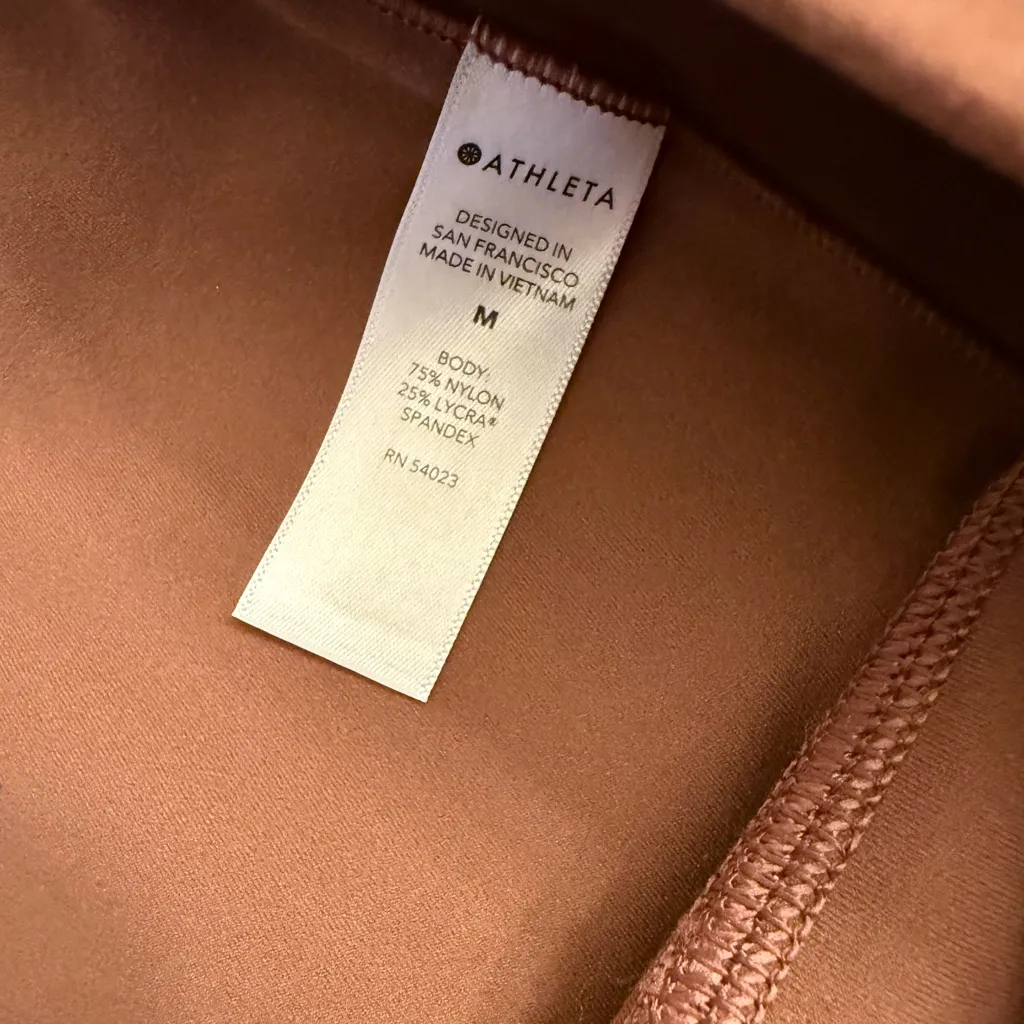 ATHLETA
DESIGNED IN
SAN FRANCISCO
MADE IN VIETNAM
M
BODY:
75% NYLON
25% LYCRA®
SPANDEX
RN 54023